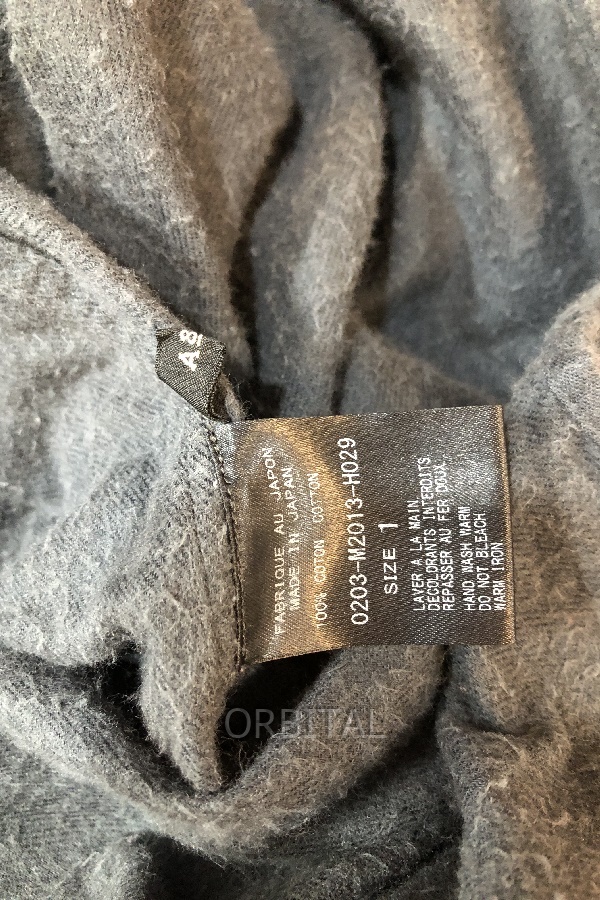 A8
FABRIQUE AU JAPON
MADE IN JAPAN
100% COTON COTTON
0203-M2013-H029
SIZE 1
LAVER A LA MAIN
DECOLORANTS INTERDITS
REPASSER AU FER DOUX
HAND WASH WARM
DO NOT BLEACH
WARM IRON
ORBITAL